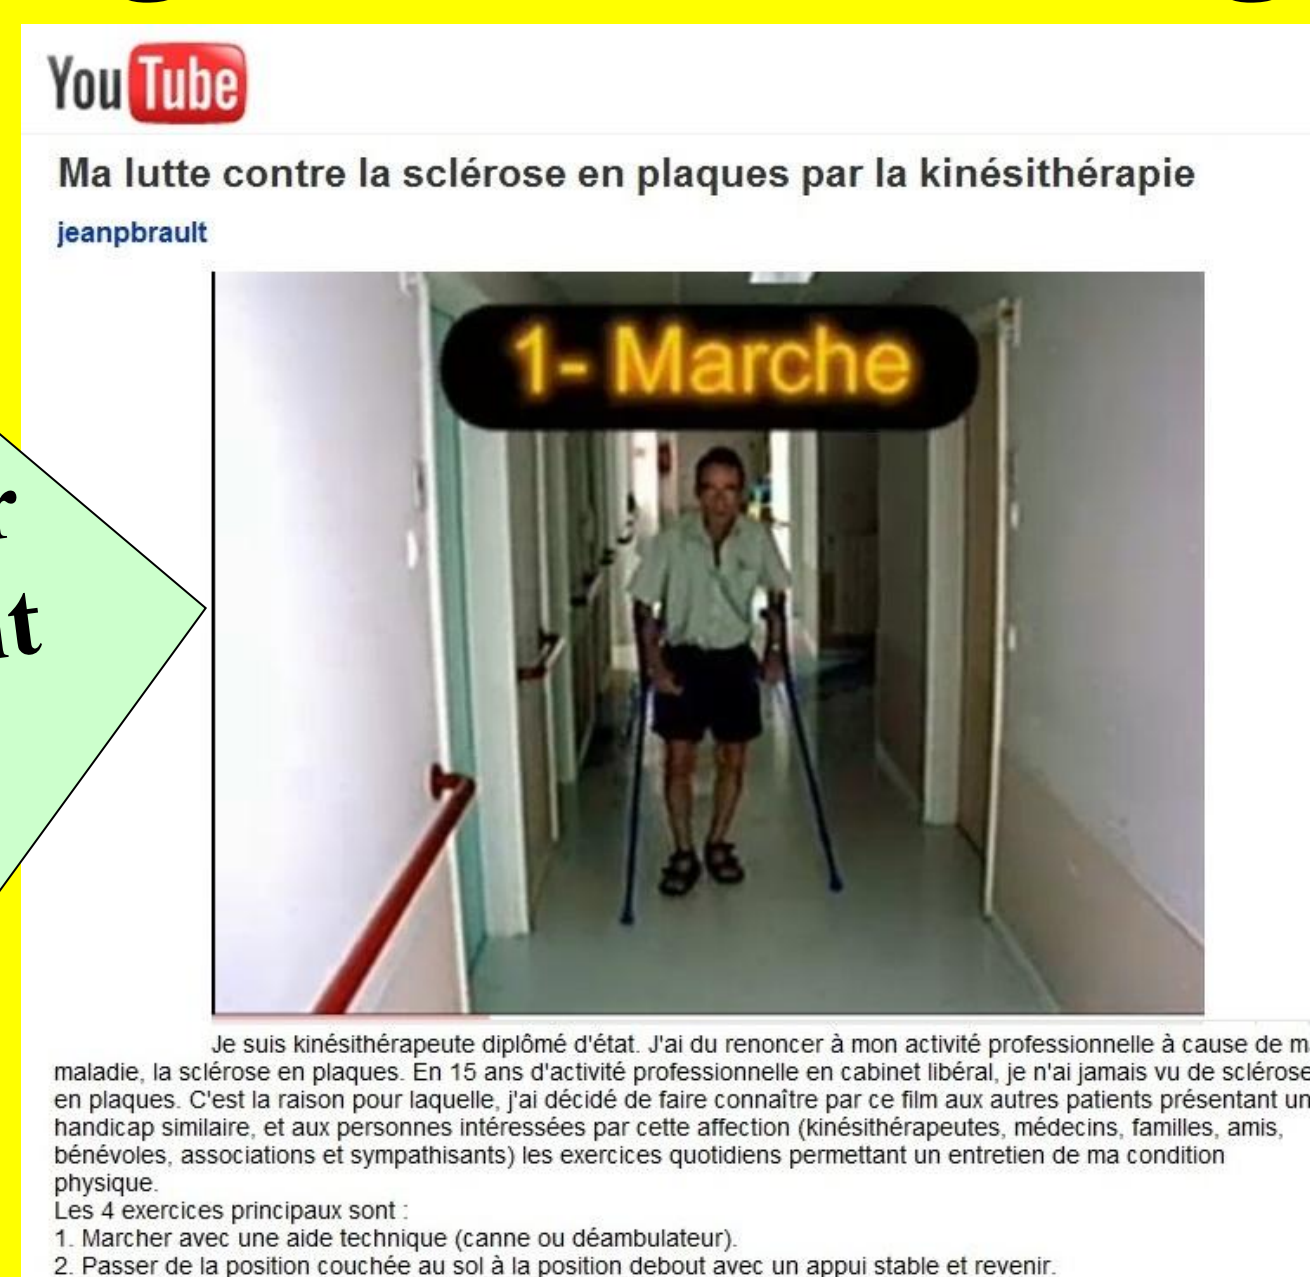 YouTube
Ma lutte contre la sclérose en plaques par la kinésithérapie
jeanpbrault
1- Marche
Je suis kinésithérapeute diplômé d'état. J'ai du renoncer à mon activité professionnelle à cause de
maladie, la sclérose en plaques. En 15 ans d'activité professionnelle en cabinet libéral, je n'ai jamais vu de sclérose
en plaques. C'est la raison pour laquelle, j'ai décidé de faire connaître par ce film aux autres patients présentant un
handicap similaire, et aux personnes intéressées par cette affection (kinésithérapeutes, médecins, familles, amis,
bénévoles, associations et sympathisants) les exercices quotidiens permettant un entretien de ma condition
physique.
Les 4 exercices principaux sont :
1. Marcher avec une aide technique (canne ou déambulateur).
2. Passer de la position couchée au sol à la position debout avec un appui stable et revenir.